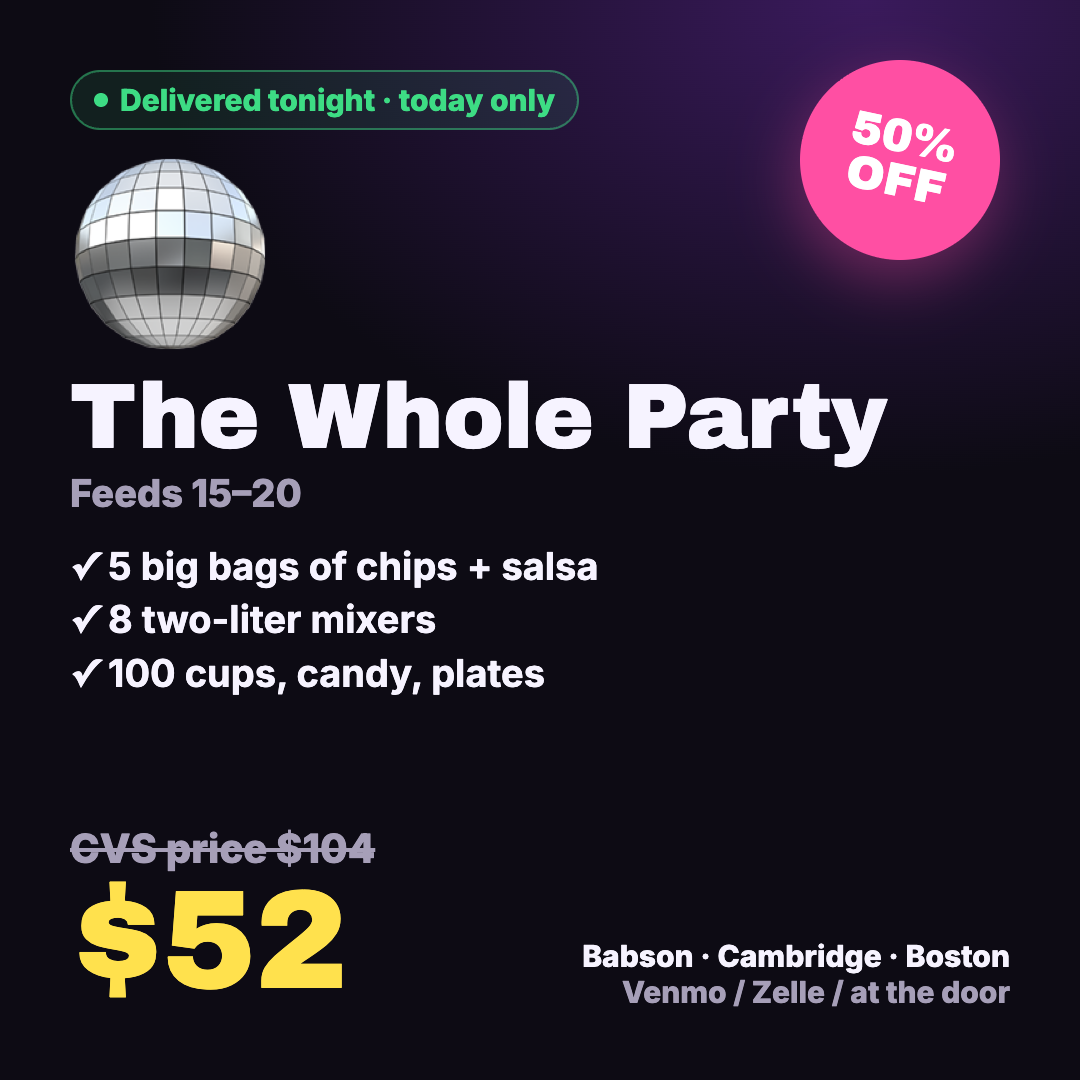 Delivered tonight · today only
50%
OFF
The Whole Party
Feeds 15–20
✓ 5 big bags of chips + salsa
✓ 8 two-liter mixers
✓ 100 cups, candy, plates
CVS price $104
$52
Babson · Cambridge · Boston
Venmo / Zelle / at the door